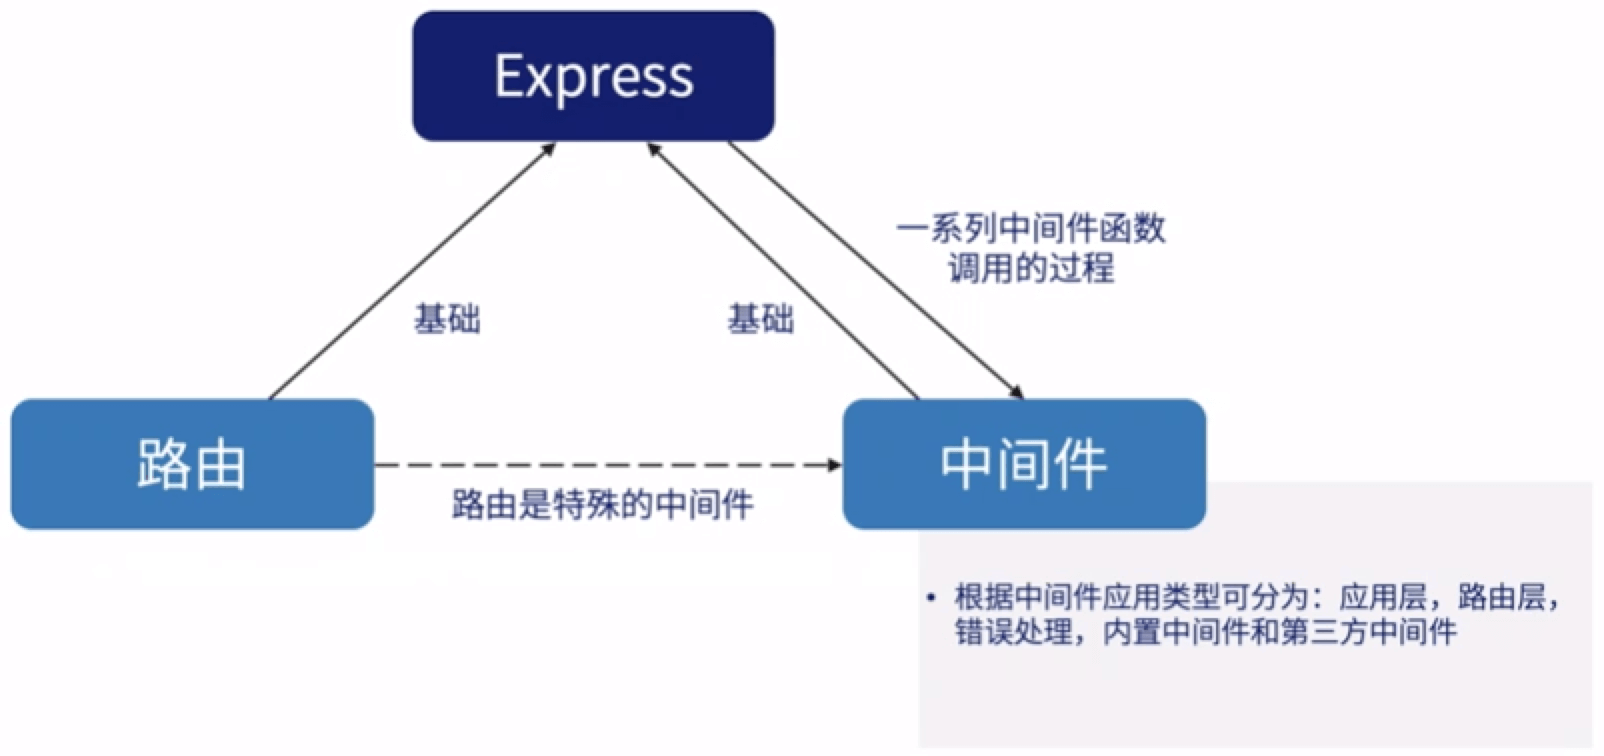 Express
一系列中间件函数
调用的过程
基础
基础
路由
中间件
路由是特殊的中间件
• 根据中间件应用类型可分为：应用层，路由层，
错误处理，内置中间件和第三方中间件